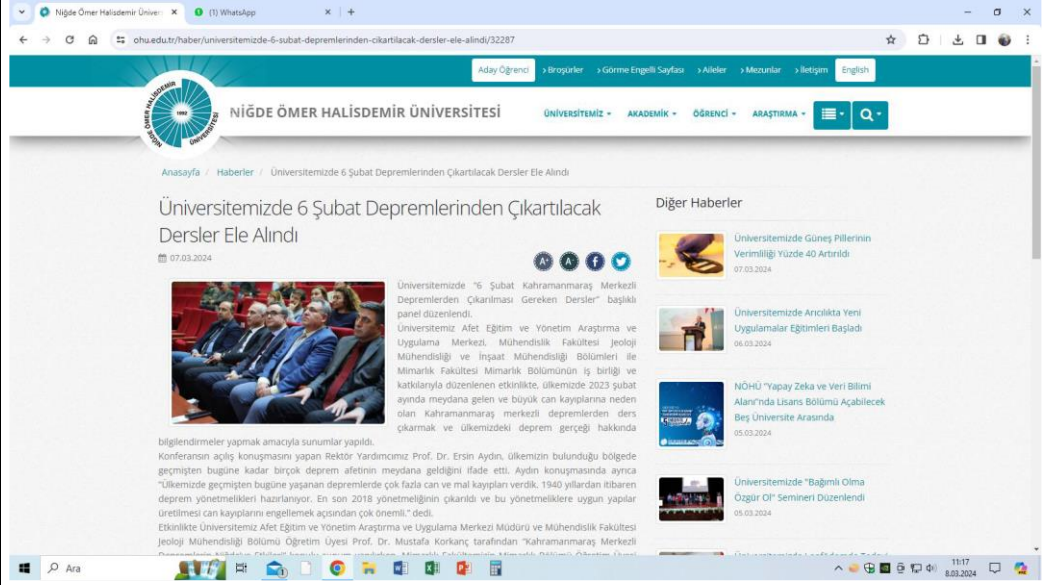 Niğde Ömer Halisdemir Üniver
(1) WhatsApp
ohu.edu.tr/haber/universitemizde-6-subat-depremlerinden-cikartilacak-dersler-ele-alindi/32287
Aday Öğrenci > Broşürler > Görme Engelli Sayfası > Aileler > Mezunlar > İletişim English
NİĞDE ÖMER HALİSDEMİR ÜNİVERSİTESİ
ÜNİVERSİTEMİZ AKADEMİK ÖĞRENCİ ARAŞTIRMA
NİĞDE ÖMER HALİSDEMİR ÜNİVERSİTESİ
1992
Anasayfa / Haberler / Üniversitemizde 6 Şubat Depremlerinden Çıkartılacak Dersler Ele Alındı
Üniversitemizde 6 Şubat Depremlerinden Çıkartılacak
Dersler Ele Alındı
07.03.2024
A+ A-
Üniversitemizde "6 Şubat Kahramanmaraş Merkezli
Depremlerden Çıkarılması Gereken Dersler" başlıklı
panel düzenlendi.
Üniversitemiz Afet Eğitim ve Yönetim Araştırma ve
Uygulama Merkezi, Mühendislik Fakültesi Jeoloji
Mühendisliği ve İnşaat Mühendisliği Bölümleri ile
Mimarlık Fakültesi Mimarlık Bölümünün iş birliği ve
katkılarıyla düzenlenen etkinlikte, ülkemizde 2023 şubat
ayında meydana gelen ve büyük can kayıplarına neden
olan Kahramanmaraş merkezli depremlerden ders
çıkarmak ve ülkemizdeki deprem gerçeği hakkında
bilgilendirmeler yapmak amacıyla sunumlar yapıldı.
Konferansın açılış konuşmasını yapan Rektör Yardımcımız Prof. Dr. Ersin Aydın, ülkemizin bulunduğu bölgede
geçmişten bugüne kadar birçok deprem afetinin meydana geldiğini ifade etti. Aydın konuşmasında ayrıca
"Ülkemizde geçmişten bugüne yaşanan depremlerde çok fazla can ve mal kayıpları verdik. 1940 yıllardan itibaren
deprem yönetmelikleri hazırlanıyor. En son 2018 yönetmeliğinin çıkarıldı ve bu yönetmeliklere uygun yapılar
üretilmesi can kayıplarını engellemek açısından çok önemli." dedi.
Etkinlikte Üniversitemiz Afet Eğitim ve Yönetim Araştırma ve Uygulama Merkezi Müdürü ve Mühendislik Fakültesi
Jeoloji Mühendisliği Bölümü Öğretim Üyesi Prof. Dr. Mustafa Korkanç tarafından "Kahramanmaraş Merkezli
Diğer Haberler
Üniversitemizde Güneş Pillerinin
Verimliliği Yüzde 40 Artırıldı
07.03.2024
Üniversitemizde Arıcılıkta Yeni
Uygulamalar Eğitimleri Başladı
06.03.2024
NÖHÜ "Yapay Zeka ve Veri Bilimi
Alanı"nda Lisans Bölümü Açabilecek
Beş Üniversite Arasında
05.03.2024
Üniversitemizde "Bağımlı Olma
Özgür Ol" Semineri Düzenlendi
05.03.2024
Ara
11:17
8.03.2024